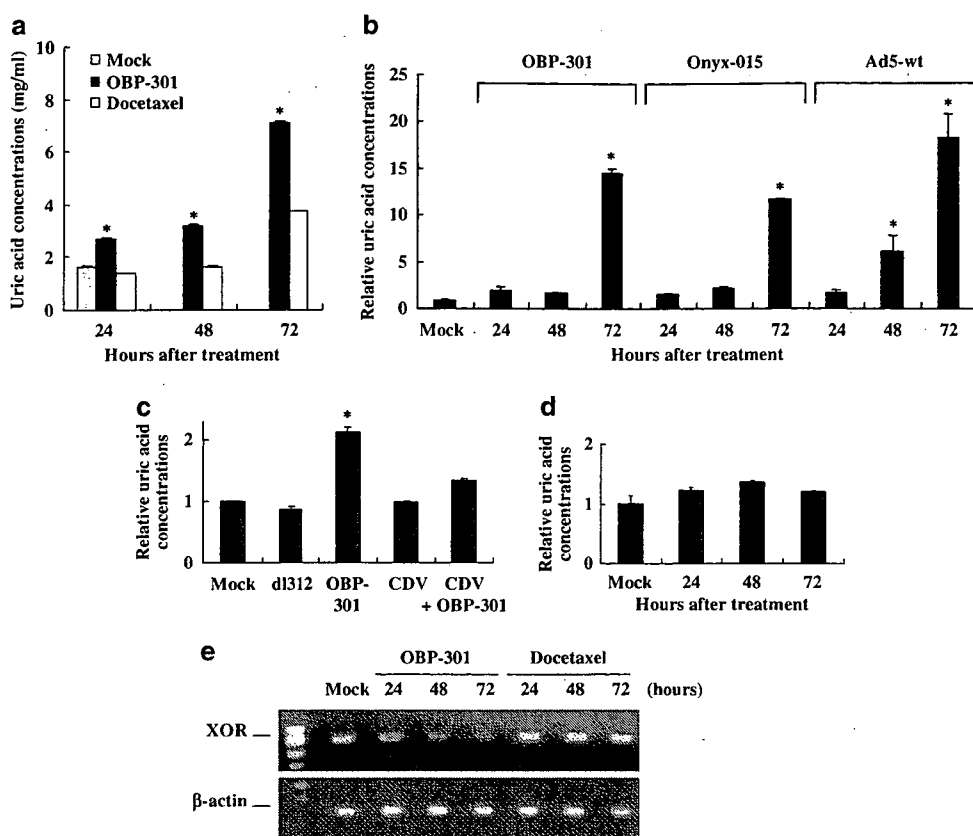 a
Uric acid concentrations (mg/ml)
10
8
6
4
2
0
Mock
OBP-301
Docetaxel
* * *
24 48 72
Hours after treatment
b
Relative uric acid concentrations
25
20
15
10
5
0
OBP-301 Onyx-015 Ad5-wt
* * * *
Mock 24 48 72 24 48 72 24 48 72
Hours after treatment
c
Relative uric acid
concentrations
2
1
0
*
Mock dl312 OBP- CDV CDV
301 + OBP-301
d
Relative uric acid
concentrations
2
1
0
Mock 24 48 72
Hours after treatment
e
OBP-301 Docetaxel
Mock 24 48 72 24 48 72 (hours)
XOR
β-actin